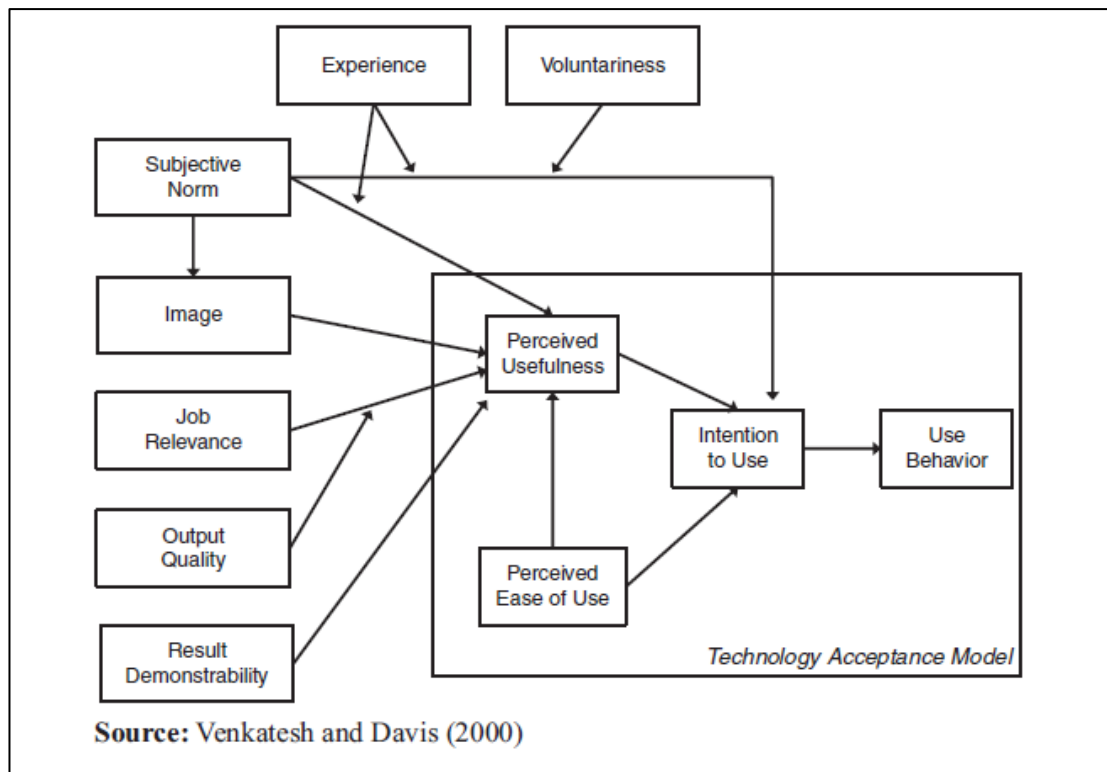 Experience
Voluntariness
Subjective
Norm
Image
Perceived
Usefulness
Job
Relevance
Intention
to Use
Use
Behavior
Output
Quality
Perceived
Ease of Use
Result
Demonstrability
Technology Acceptance Model
Source: Venkatesh and Davis (2000)